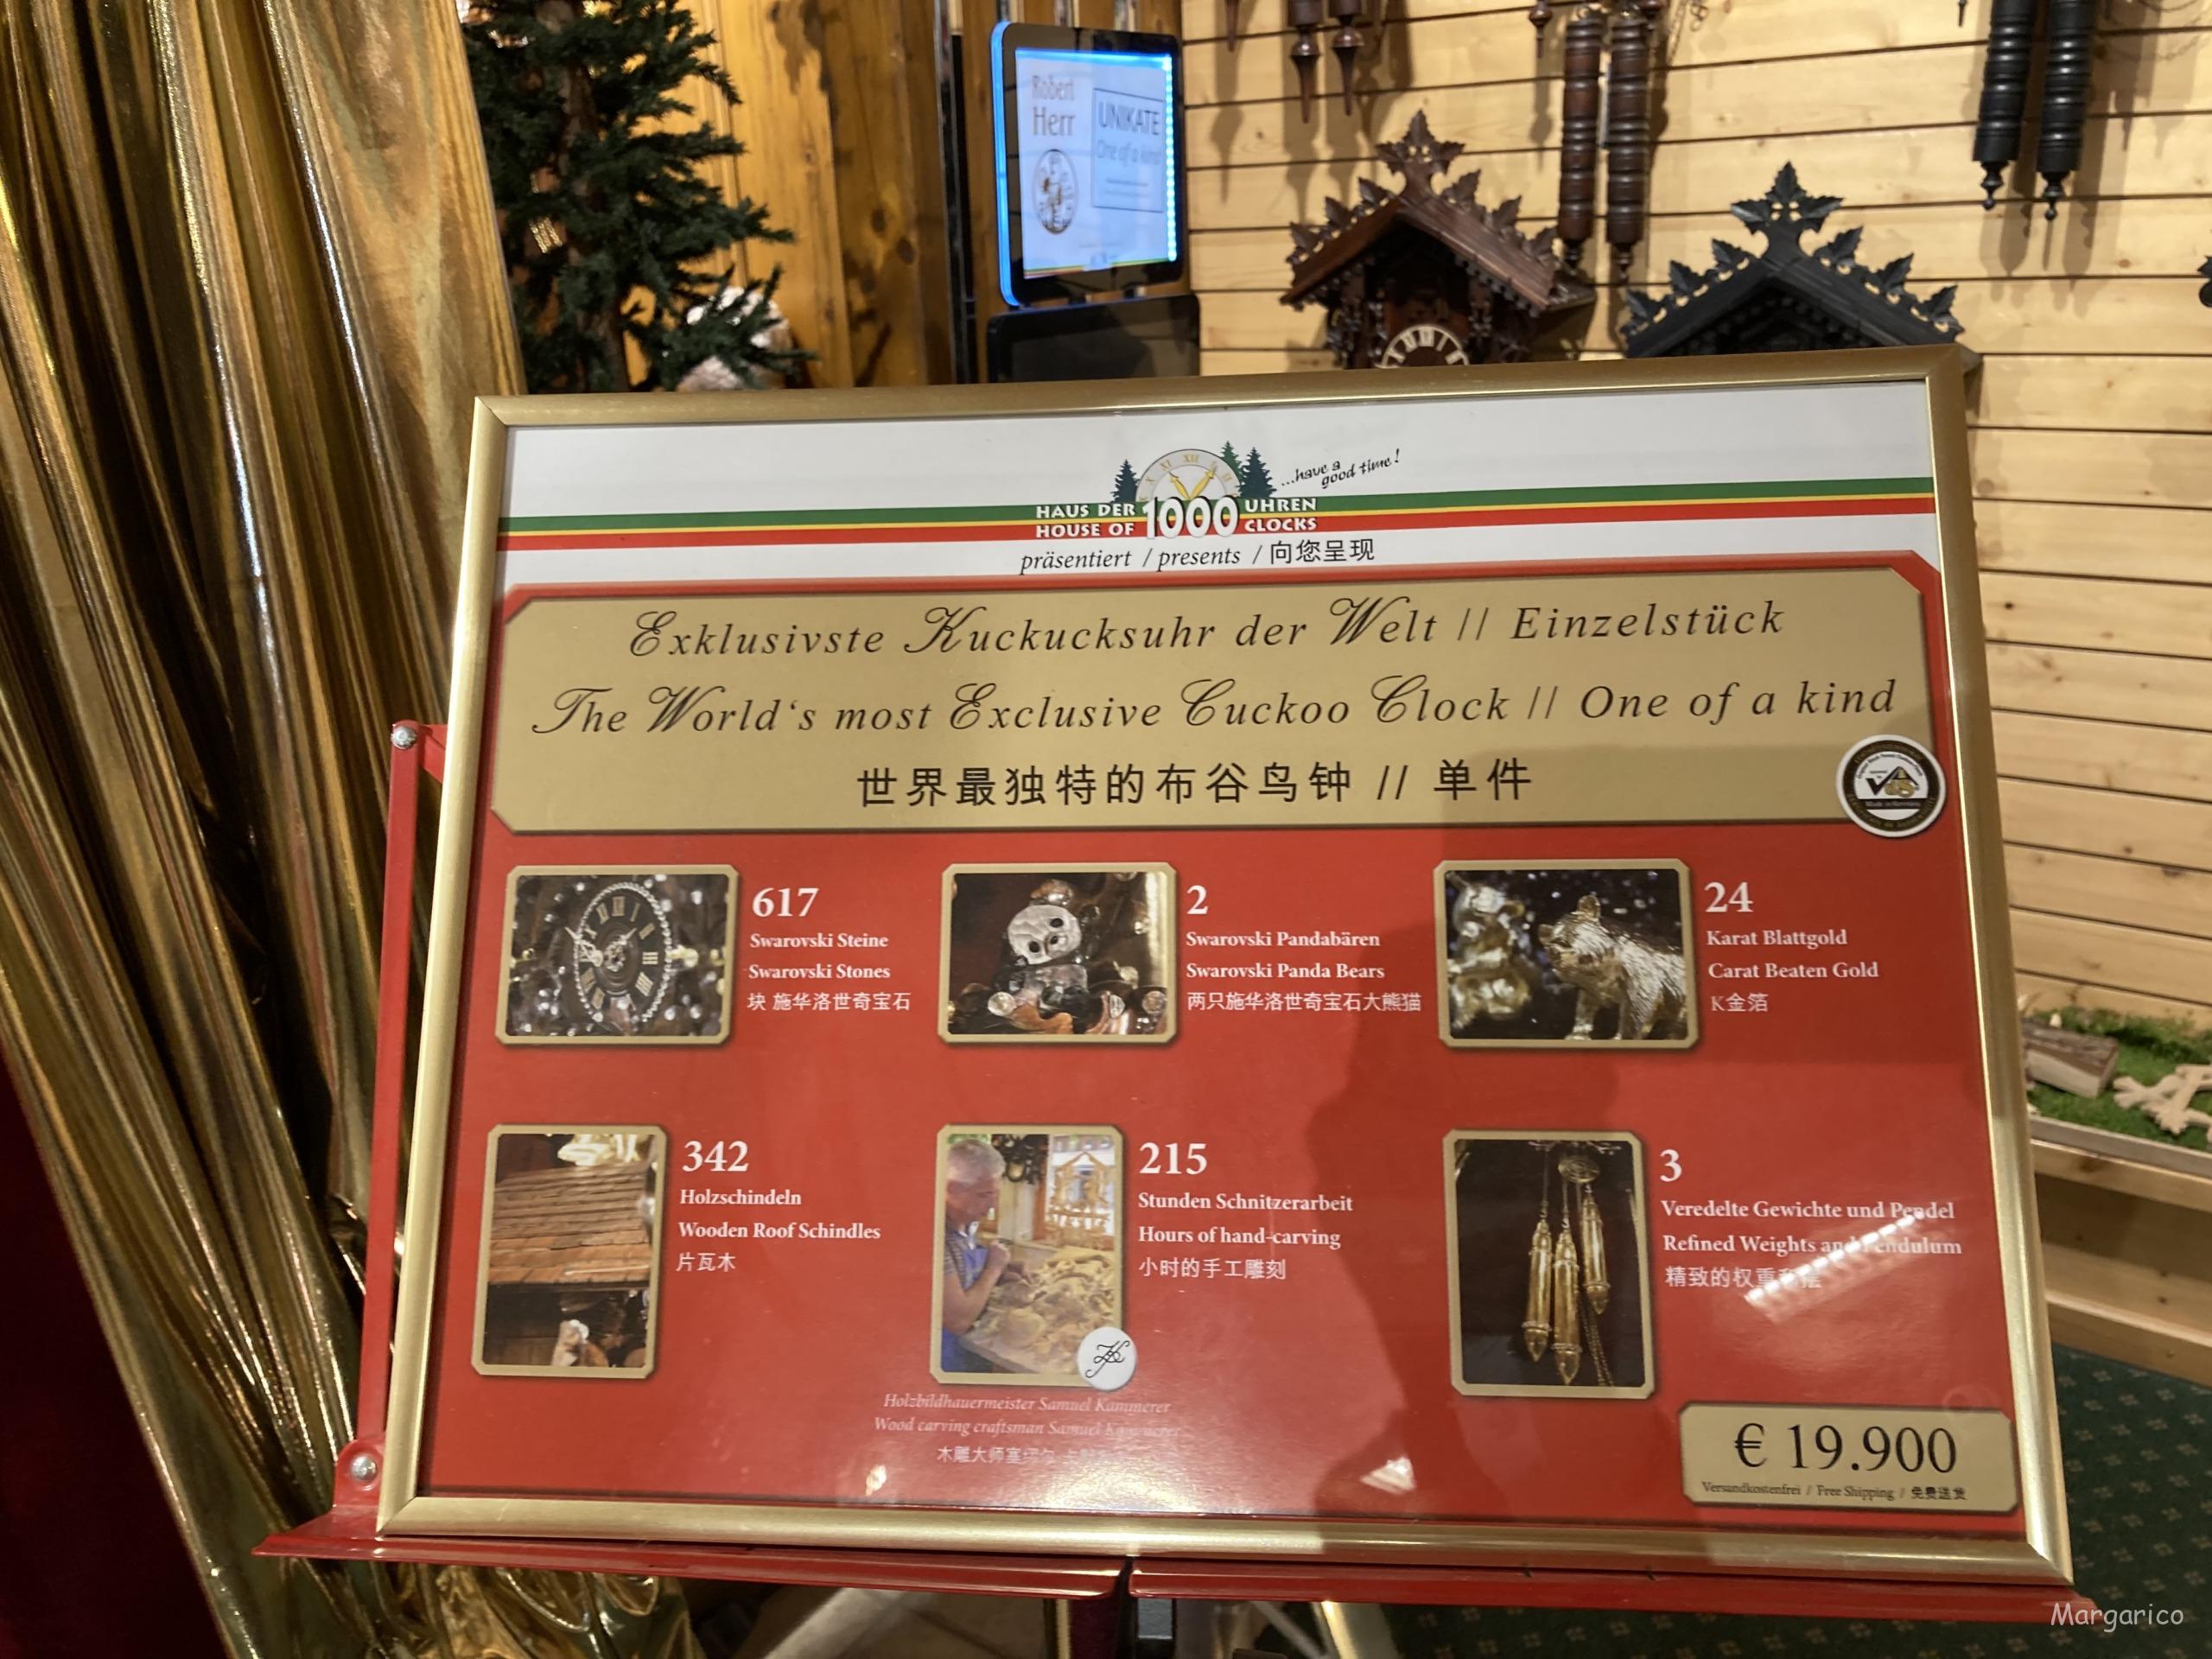 Robert
Herr
UNIKATE
One of a kind
...have a
good time!
HAUS DER 1000 UHREN
HOUSE OF CLOCKS
präsentiert / presents / 向您呈现
Exklusivste Kuckucksuhr der Welt // Einzelstück
The World‘s most Exclusive Cuckoo Clock // One of a kind
世界最独特的布谷鸟钟 // 单件
617
Swarovski Steine
Swarovski Stones
块 施华洛世奇宝石
2
Swarovski Pandabären
Swarovski Panda Bears
两只施华洛世奇宝石大熊猫
24
Karat Blattgold
Carat Beaten Gold
K金箔
342
Holzschindeln
Wooden Roof Schindles
片瓦木
215
Stunden Schnitzerarbeit
Hours of hand-carving
小时的手工雕刻
Holzbildhauermeister Samuel Kammerer
Wood carving craftsman Samuel Kammerer
木雕大师塞
3
Veredelte Gewichte und Pendel
Refined Weights and Pendulum
精致的权重
€ 19.900
Versandkostenfrei / Free Shipping / 免费送货
Margarico